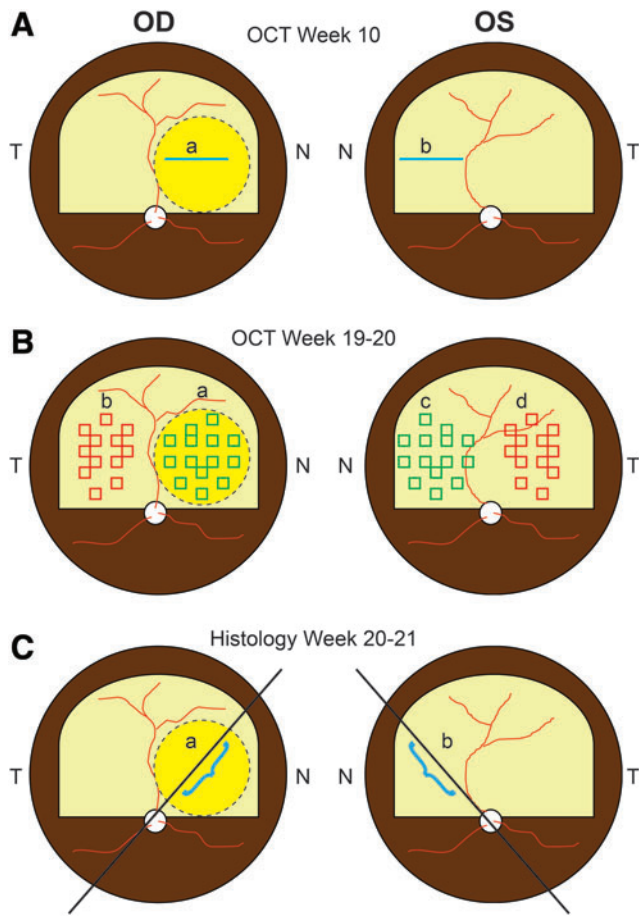 A OD OCT Week 10 OS
a b
T N N T
B OCT Week 19-20
b a c d
T N N T
C Histology Week 20-21
a b
T N N T